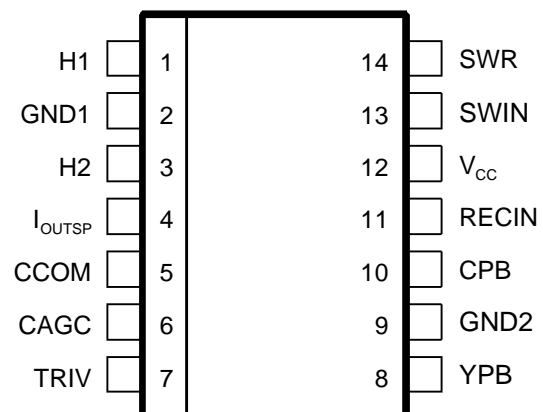 H1 1 14 SWR
GND1 2 13 SWIN
H2 3 12 VCC
IOUTSP 4 11 RECIN
CCOM 5 10 CPB
CAGC 6 9 GND2
TRIV 7 8 YPB